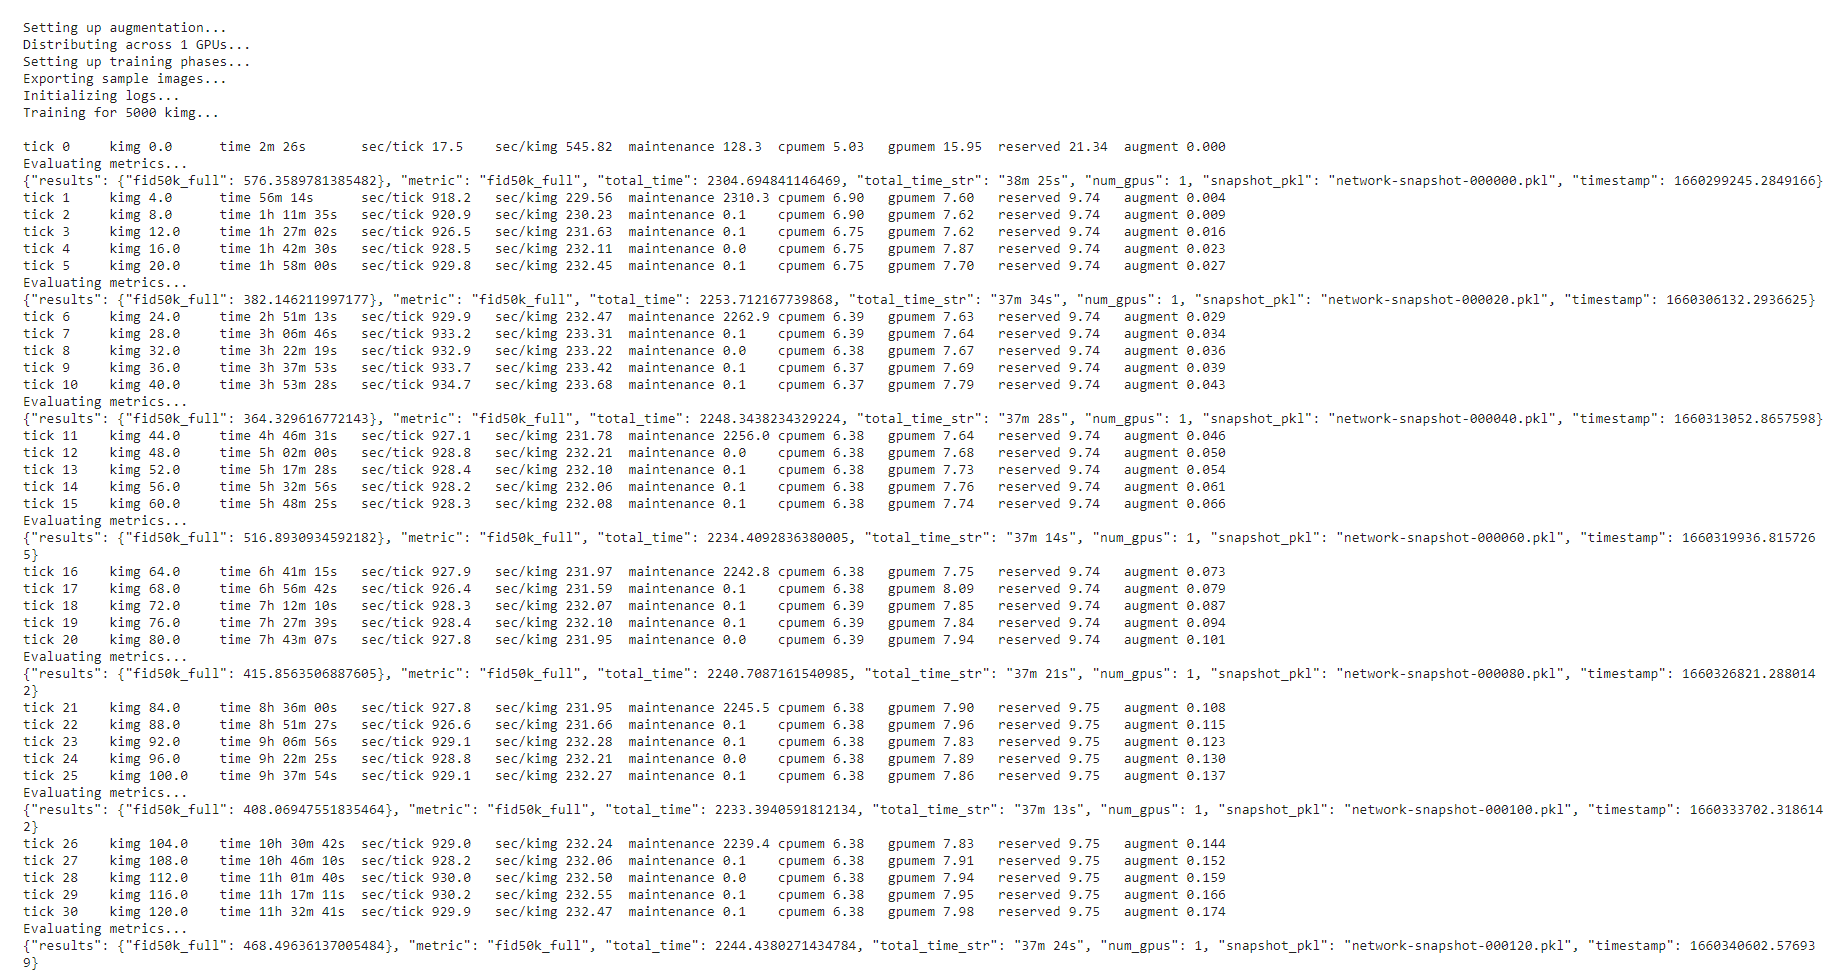 Setting up augmentation...
Distributing across 1 GPUs...
Setting up training phases...
Exporting sample images...
Initializing logs...
Training for 5000 kimg...
tick 0     kimg 0.0      time 2m 26s       sec/tick 17.5    sec/kimg 545.82  maintenance 128.3  cpumem 5.03   gpumem 15.95  reserved 21.34  augment 0.000
Evaluating metrics...
{"results": {"fid50k_full": 576.3589781385482}, "metric": "fid50k_full", "total_time": 2304.694841146469, "total_time_str": "38m 25s", "num_gpus": 1, "snapshot_pkl": "network-snapshot-000000.pkl", "timestamp": 1660299245.2849166}
tick 1     kimg 4.0      time 56m 14s      sec/tick 918.2   sec/kimg 229.56  maintenance 2310.3 cpumem 6.90   gpumem 7.60   reserved 9.74   augment 0.004
tick 2     kimg 8.0      time 1h 11m 35s   sec/tick 920.9   sec/kimg 230.23  maintenance 0.1    cpumem 6.90   gpumem 7.62   reserved 9.74   augment 0.009
tick 3     kimg 12.0     time 1h 27m 02s   sec/tick 926.5   sec/kimg 231.63  maintenance 0.1    cpumem 6.75   gpumem 7.62   reserved 9.74   augment 0.016
tick 4     kimg 16.0     time 1h 42m 30s   sec/tick 928.5   sec/kimg 232.11  maintenance 0.0    cpumem 6.75   gpumem 7.87   reserved 9.74   augment 0.023
tick 5     kimg 20.0     time 1h 58m 00s   sec/tick 929.8   sec/kimg 232.45  maintenance 0.1    cpumem 6.75   gpumem 7.70   reserved 9.74   augment 0.027
Evaluating metrics...
{"results": {"fid50k_full": 382.146211997177}, "metric": "fid50k_full", "total_time": 2253.712167739868, "total_time_str": "37m 34s", "num_gpus": 1, "snapshot_pkl": "network-snapshot-000020.pkl", "timestamp": 1660306132.2936625}
tick 6     kimg 24.0     time 2h 51m 13s   sec/tick 929.9   sec/kimg 232.47  maintenance 2262.9 cpumem 6.39   gpumem 7.63   reserved 9.74   augment 0.029
tick 7     kimg 28.0     time 3h 06m 46s   sec/tick 933.2   sec/kimg 233.31  maintenance 0.1    cpumem 6.39   gpumem 7.64   reserved 9.74   augment 0.034
tick 8     kimg 32.0     time 3h 22m 19s   sec/tick 932.9   sec/kimg 233.22  maintenance 0.0    cpumem 6.38   gpumem 7.67   reserved 9.74   augment 0.036
tick 9     kimg 36.0     time 3h 37m 53s   sec/tick 933.7   sec/kimg 233.42  maintenance 0.1    cpumem 6.37   gpumem 7.69   reserved 9.74   augment 0.039
tick 10    kimg 40.0     time 3h 53m 28s   sec/tick 934.7   sec/kimg 233.68  maintenance 0.1    cpumem 6.37   gpumem 7.79   reserved 9.74   augment 0.043
Evaluating metrics...
{"results": {"fid50k_full": 364.329616772143}, "metric": "fid50k_full", "total_time": 2248.3438234329224, "total_time_str": "37m 28s", "num_gpus": 1, "snapshot_pkl": "network-snapshot-000040.pkl", "timestamp": 1660313052.8657598}
tick 11    kimg 44.0     time 4h 46m 31s   sec/tick 927.1   sec/kimg 231.78  maintenance 2256.0 cpumem 6.38   gpumem 7.64   reserved 9.74   augment 0.046
tick 12    kimg 48.0     time 5h 02m 00s   sec/tick 928.8   sec/kimg 232.21  maintenance 0.0    cpumem 6.38   gpumem 7.68   reserved 9.74   augment 0.050
tick 13    kimg 52.0     time 5h 17m 28s   sec/tick 928.4   sec/kimg 232.10  maintenance 0.1    cpumem 6.38   gpumem 7.73   reserved 9.74   augment 0.054
tick 14    kimg 56.0     time 5h 32m 56s   sec/tick 928.2   sec/kimg 232.06  maintenance 0.1    cpumem 6.38   gpumem 7.76   reserved 9.74   augment 0.061
tick 15    kimg 60.0     time 5h 48m 25s   sec/tick 928.3   sec/kimg 232.08  maintenance 0.1    cpumem 6.38   gpumem 7.74   reserved 9.74   augment 0.066
Evaluating metrics...
{"results": {"fid50k_full": 516.8930934592182}, "metric": "fid50k_full", "total_time": 2234.4092836380005, "total_time_str": "37m 14s", "num_gpus": 1, "snapshot_pkl": "network-snapshot-000060.pkl", "timestamp": 1660319936.815726
5}
tick 16    kimg 64.0     time 6h 41m 15s   sec/tick 927.9   sec/kimg 231.97  maintenance 2242.8 cpumem 6.38   gpumem 7.75   reserved 9.74   augment 0.073
tick 17    kimg 68.0     time 6h 56m 42s   sec/tick 926.4   sec/kimg 231.59  maintenance 0.1    cpumem 6.38   gpumem 8.09   reserved 9.74   augment 0.079
tick 18    kimg 72.0     time 7h 12m 10s   sec/tick 928.3   sec/kimg 232.07  maintenance 0.1    cpumem 6.39   gpumem 7.85   reserved 9.74   augment 0.087
tick 19    kimg 76.0     time 7h 27m 39s   sec/tick 928.4   sec/kimg 232.10  maintenance 0.1    cpumem 6.39   gpumem 7.84   reserved 9.74   augment 0.094
tick 20    kimg 80.0     time 7h 43m 07s   sec/tick 927.8   sec/kimg 231.95  maintenance 0.0    cpumem 6.39   gpumem 7.94   reserved 9.74   augment 0.101
Evaluating metrics...
{"results": {"fid50k_full": 415.8563506887605}, "metric": "fid50k_full", "total_time": 2240.7087161540985, "total_time_str": "37m 21s", "num_gpus": 1, "snapshot_pkl": "network-snapshot-000080.pkl", "timestamp": 1660326821.288014
2}
tick 21    kimg 84.0     time 8h 36m 00s   sec/tick 927.8   sec/kimg 231.95  maintenance 2245.5 cpumem 6.38   gpumem 7.90   reserved 9.75   augment 0.108
tick 22    kimg 88.0     time 8h 51m 27s   sec/tick 926.6   sec/kimg 231.66  maintenance 0.1    cpumem 6.38   gpumem 7.96   reserved 9.75   augment 0.115
tick 23    kimg 92.0     time 9h 06m 56s   sec/tick 929.1   sec/kimg 232.28  maintenance 0.1    cpumem 6.38   gpumem 7.83   reserved 9.75   augment 0.123
tick 24    kimg 96.0     time 9h 22m 25s   sec/tick 928.8   sec/kimg 232.21  maintenance 0.0    cpumem 6.38   gpumem 7.89   reserved 9.75   augment 0.130
tick 25    kimg 100.0    time 9h 37m 54s   sec/tick 929.1   sec/kimg 232.27  maintenance 0.1    cpumem 6.38   gpumem 7.86   reserved 9.75   augment 0.137
Evaluating metrics...
{"results": {"fid50k_full": 408.06947551835464}, "metric": "fid50k_full", "total_time": 2233.3940591812134, "total_time_str": "37m 13s", "num_gpus": 1, "snapshot_pkl": "network-snapshot-000100.pkl", "timestamp": 1660333702.318614
2}
tick 26    kimg 104.0    time 10h 30m 42s  sec/tick 929.0   sec/kimg 232.24  maintenance 2239.4 cpumem 6.38   gpumem 7.83   reserved 9.75   augment 0.144
tick 27    kimg 108.0    time 10h 46m 10s  sec/tick 928.2   sec/kimg 232.06  maintenance 0.1    cpumem 6.38   gpumem 7.91   reserved 9.75   augment 0.152
tick 28    kimg 112.0    time 11h 01m 40s  sec/tick 930.0   sec/kimg 232.50  maintenance 0.0    cpumem 6.38   gpumem 7.94   reserved 9.75   augment 0.159
tick 29    kimg 116.0    time 11h 17m 11s  sec/tick 930.2   sec/kimg 232.55  maintenance 0.1    cpumem 6.38   gpumem 7.95   reserved 9.75   augment 0.166
tick 30    kimg 120.0    time 11h 32m 41s  sec/tick 929.9   sec/kimg 232.47  maintenance 0.1    cpumem 6.38   gpumem 7.98   reserved 9.75   augment 0.174
Evaluating metrics...
{"results": {"fid50k_full": 468.49636137005484}, "metric": "fid50k_full", "total_time": 2244.4380271434784, "total_time_str": "37m 24s", "num_gpus": 1, "snapshot_pkl": "network-snapshot-000120.pkl", "timestamp": 1660340602.57693
9}